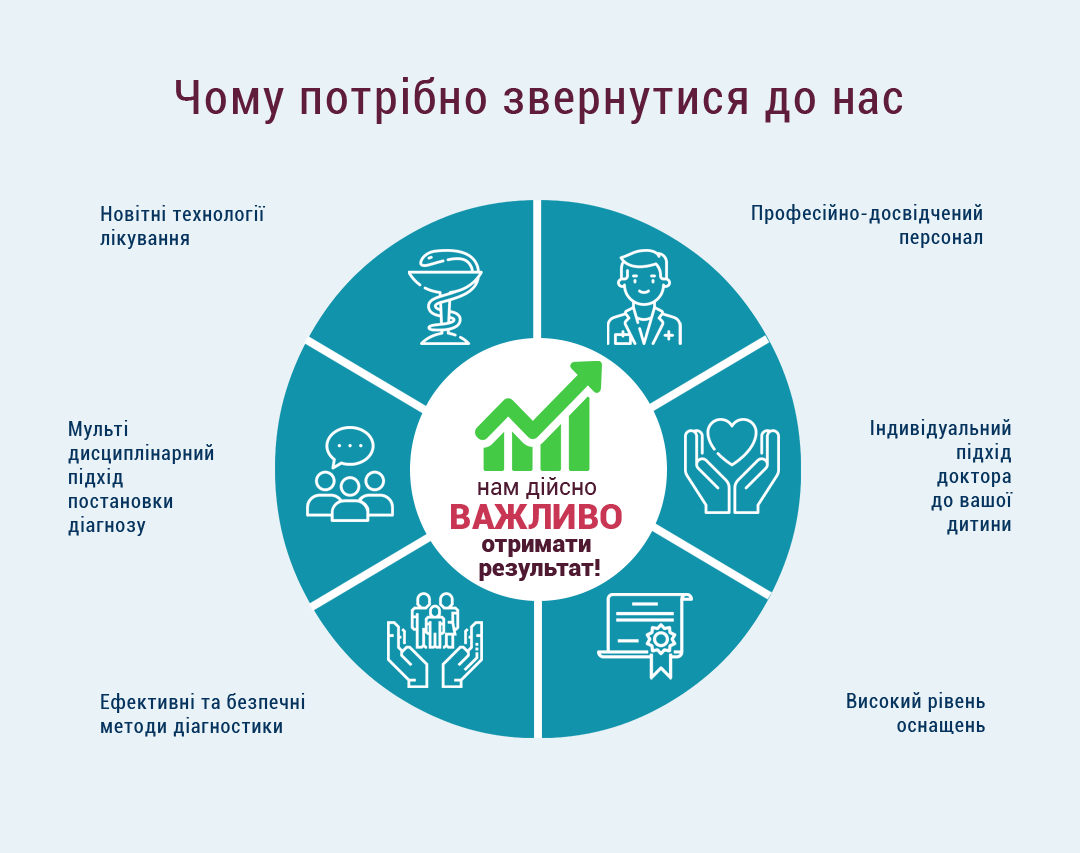 Чому потрібно звернутися до нас
Новітні технології
лікування
Професійно-досвідчений
персонал
Мульті
дисциплінарний
підхід
постановки
діагнозу
нам дійсно
ВАЖЛИВО
отримати
результат!
Індивідуальний
підхід
доктора
до вашої
дитини
Ефективні та безпечні
методи діагностики
Високий рівень
оснащень